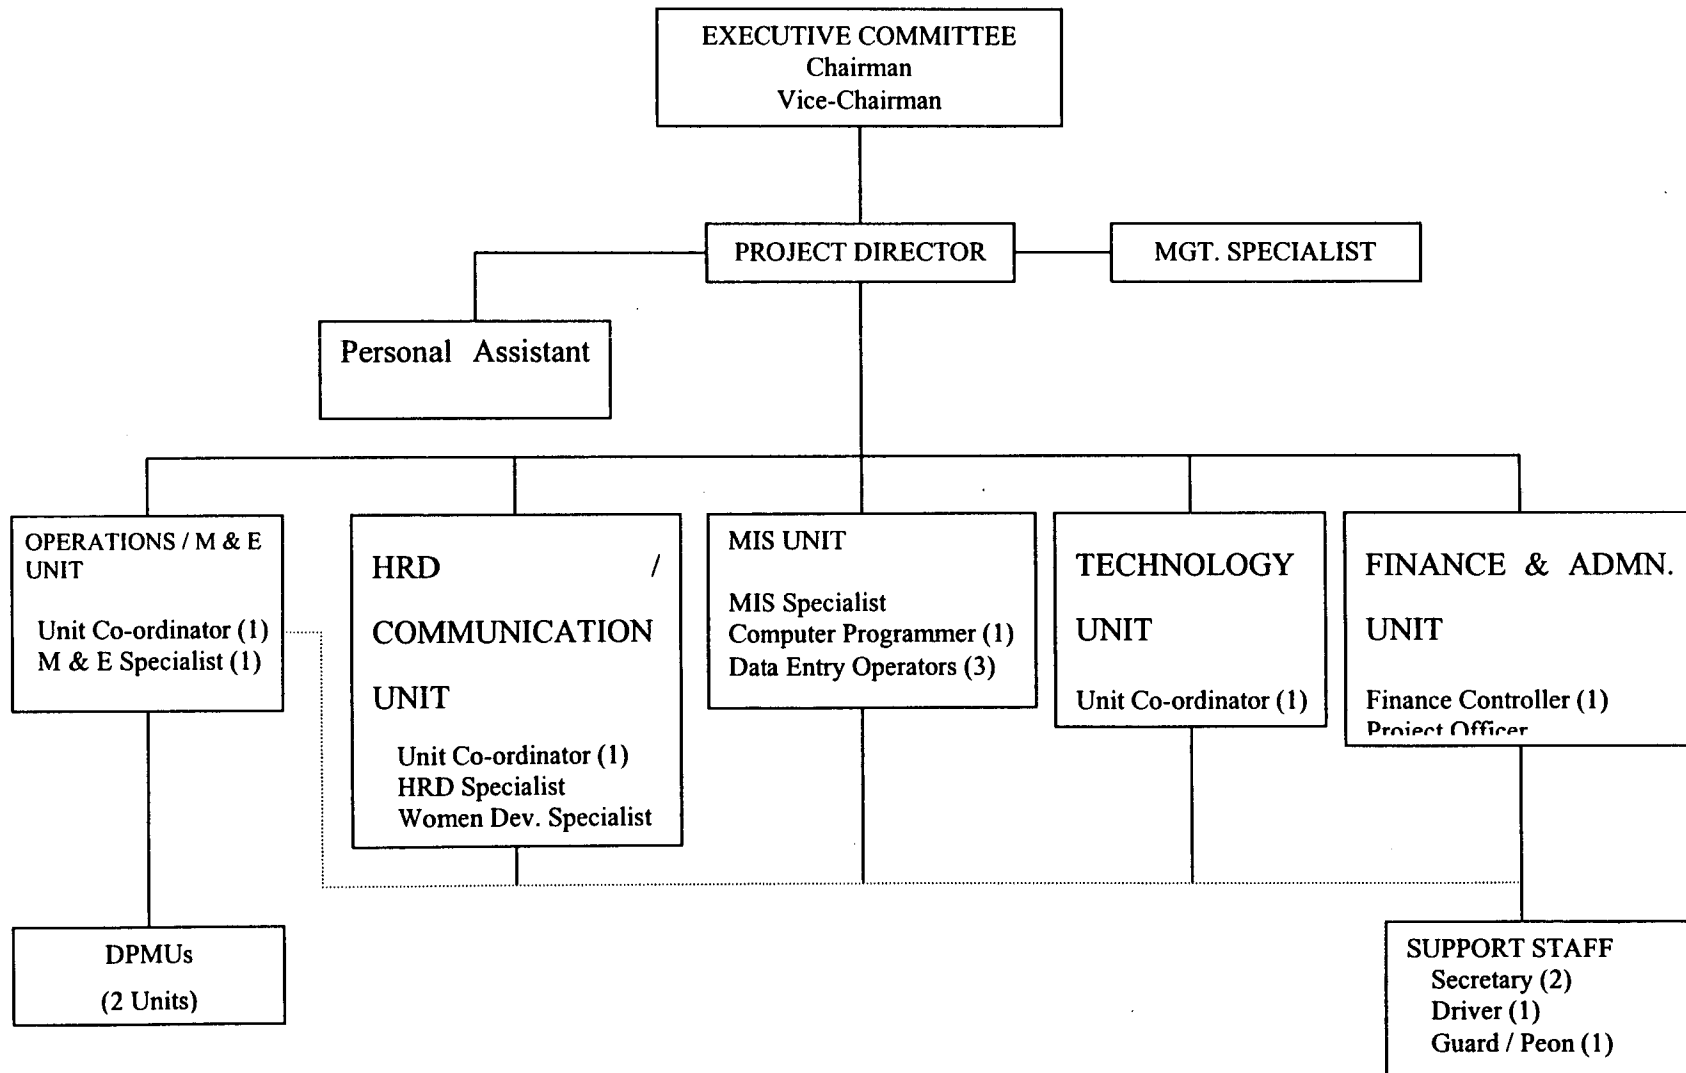 EXECUTIVE COMMITTEE
Chairman
Vice-Chairman
PROJECT DIRECTOR
MGT. SPECIALIST
Personal Assistant
OPERATIONS / M & E
UNIT
Unit Co-ordinator (1)
M & E Specialist (1)
HRD /
COMMUNICATION
UNIT
Unit Co-ordinator (1)
HRD Specialist
Women Dev. Specialist
MIS UNIT
MIS Specialist
Computer Programmer (1)
Data Entry Operators (3)
TECHNOLOGY
UNIT
Unit Co-ordinator (1)
FINANCE & ADMN.
UNIT
Finance Controller (1)
Project Officer
DPMUs
(2 Units)
SUPPORT STAFF
Secretary (2)
Driver (1)
Guard / Peon (1)